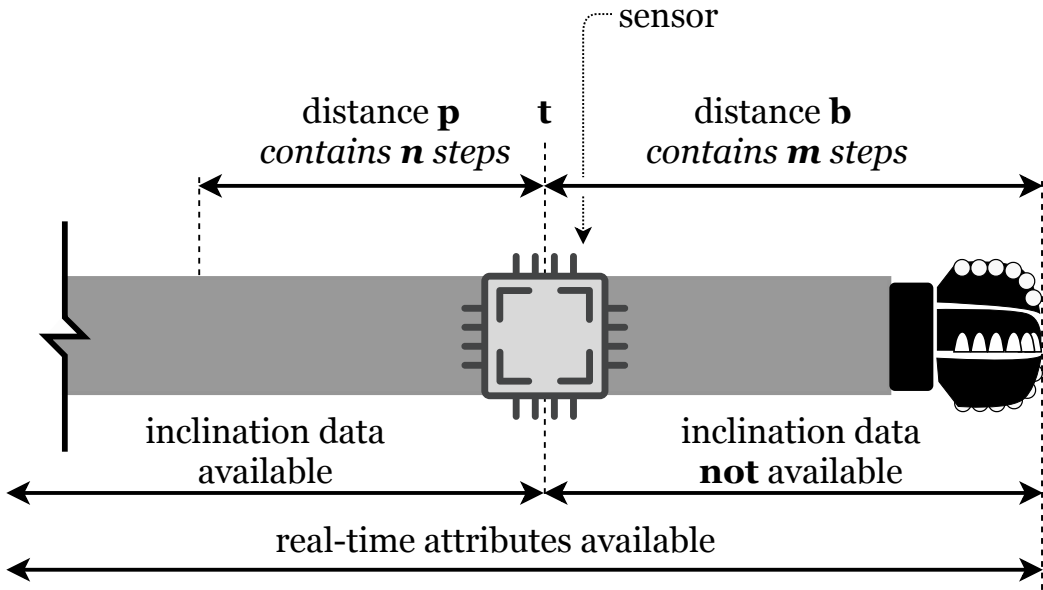 sensor
distance p
contains n steps
t
distance b
contains m steps
inclination data
available
inclination data
not available
real-time attributes available